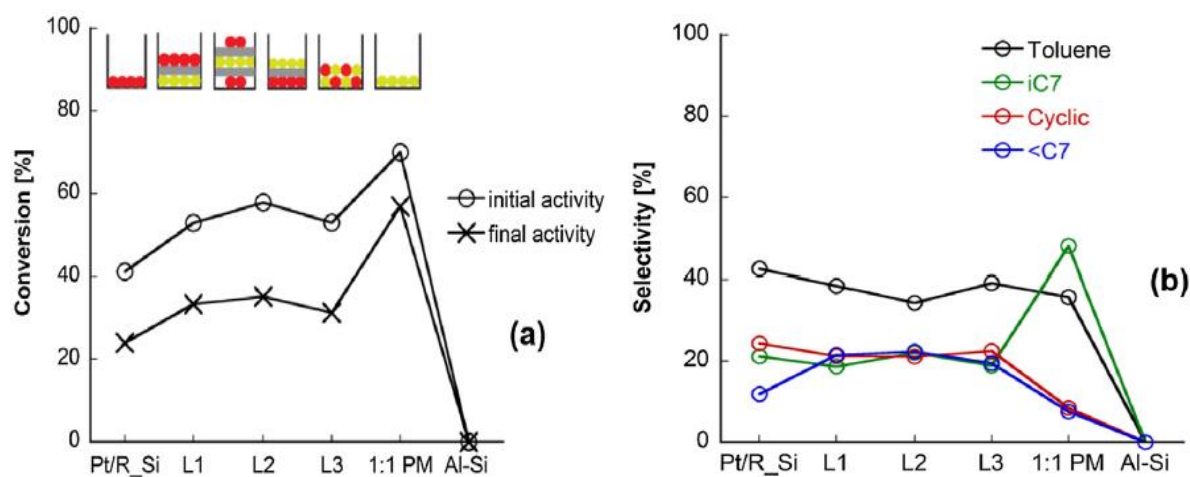 100
80
60
40
20
0
Conversion [%]
initial activity
final activity
(a)
Pt/R_Si L1 L2 L3 1:1 PM Al-Si
100
80
60
40
20
0
Selectivity [%]
Toluene
iC7
Cyclic
<C7
(b)
Pt/R_Si L1 L2 L3 1:1 PM Al-Si